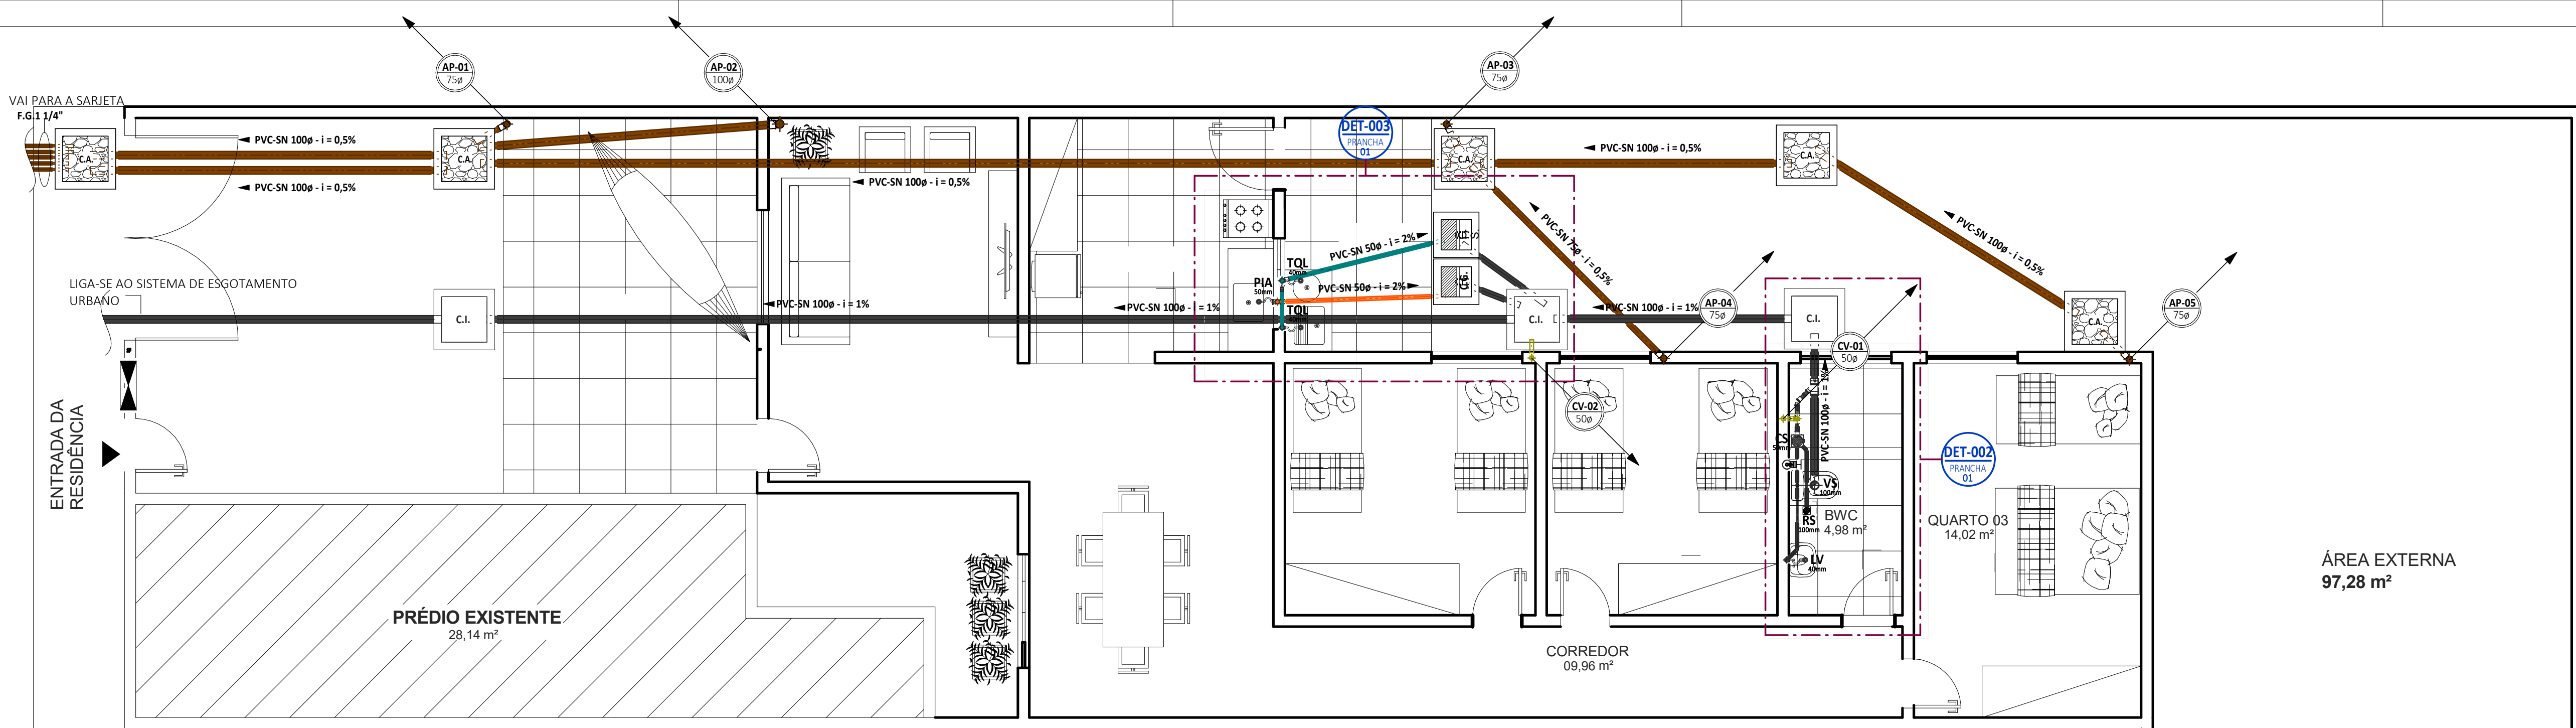 AP-01
75ø
AP-02
100ø
AP-03
75ø
VAI PARA A SARJETA
F.G.1 1/4"
C.A.
PVC-SN 100ø - i = 0,5%
PVC-SN 100ø - i = 0,5%
C.A.
PVC-SN 100ø - i = 0,5%
DET-003
PRANCHA
01
C.A.
PVC-SN 100ø - i = 0,5%
C.A.
PVC-SN 75ø - i = 0,5%
PVC-SN 100ø - i = 0,5%
C.A.
LIGA-SE AO SISTEMA DE ESGOTAMENTO
URBANO
C.I.
PVC-SN 100ø - i = 1%
PVC-SN 100ø - i = 1%
PIA
50mm
TQL
40mm
TQL
40mm
PVC-SN 50ø - i = 2%
PVC-SN 50ø - i = 2%
C.G.
C.I.
PVC-SN 100ø - i = 1%
AP-04
75ø
C.I.
AP-05
75ø
CV-01
50ø
CV-02
50ø
PVC-SN 100ø - i = 1%
CS
VS
100mm
RS
100mm
LV
40mm
BWC
4,98 m²
DET-002
PRANCHA
01
QUARTO 03
14,02 m²
ENTRADA DA
RESIDÊNCIA
PRÉDIO EXISTENTE
28,14 m²
CORREDOR
09,96 m²
ÁREA EXTERNA
97,28 m²